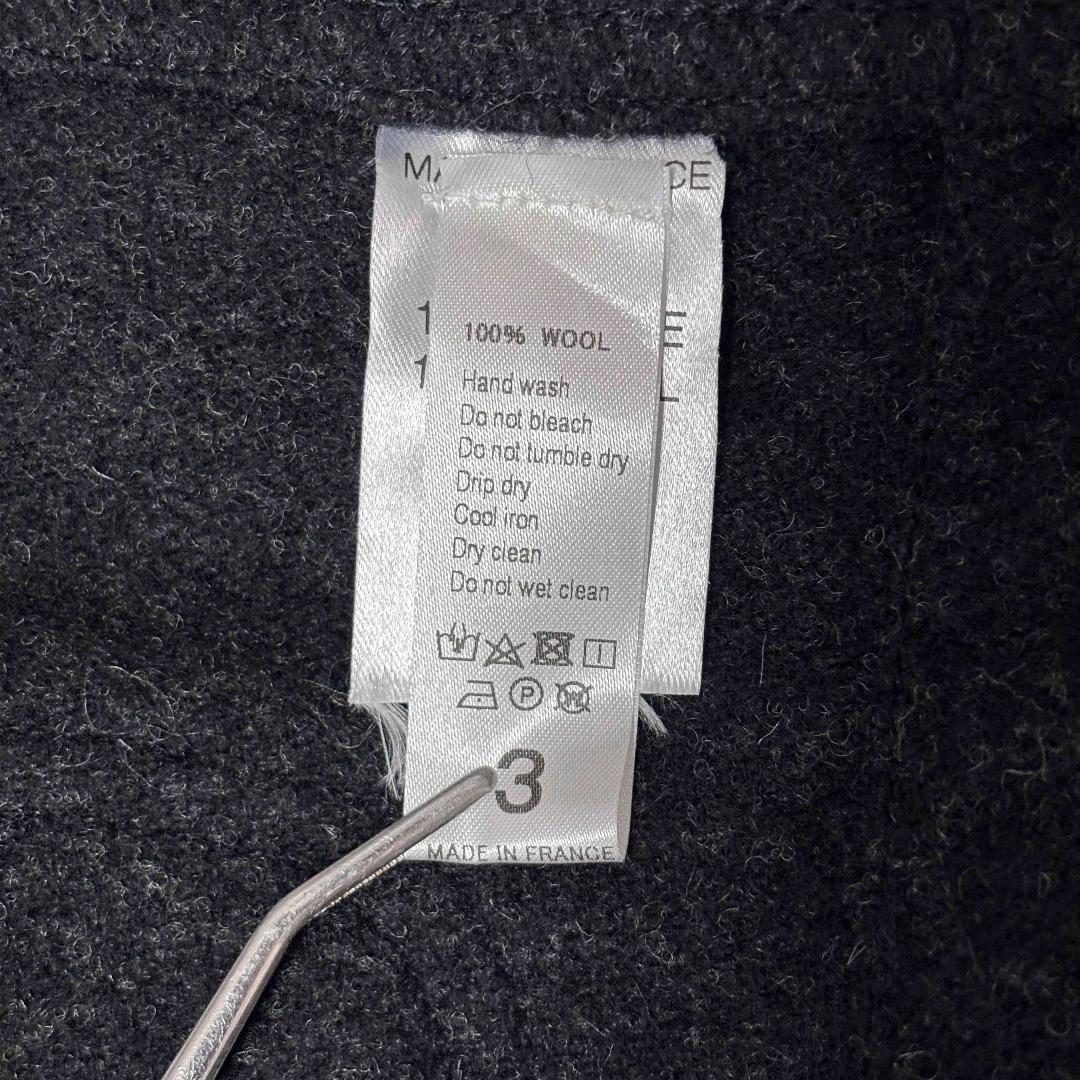 100% WOOL
Hand wash
Do not bleach
Do not tumble dry
Drip dry
Cool iron
Dry clean
Do not wet clean
P
W
3
MADE IN FRANCE